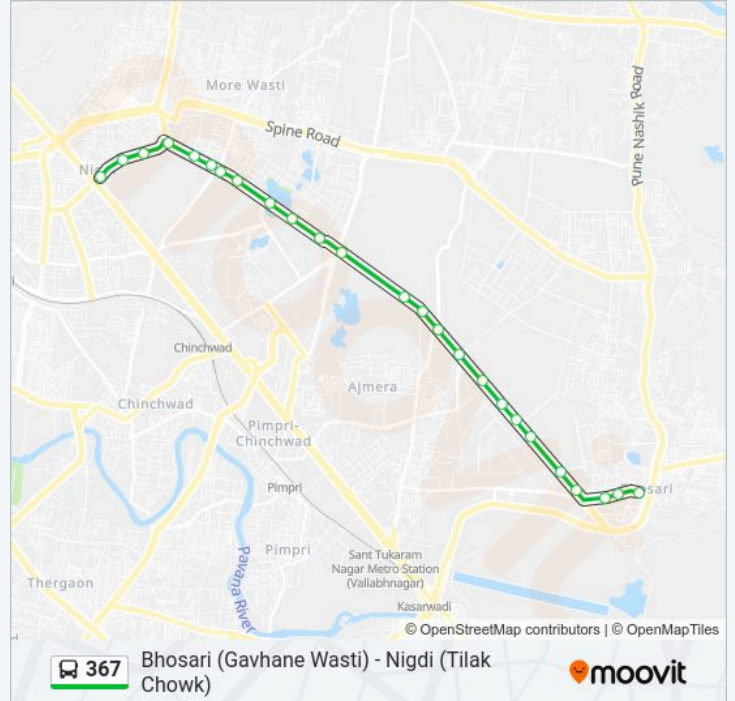 More Wasti
Spine Road
Pune Nashik Road
Chinchwad
Chinchwad
Ajmera
Pimpri-
Chinchwad
Pimpri
Pimpri
Pavana River
Thergaon
Sant Tukaram
Nagar Metro Station
(Vallabhnagar)
Kasarwadi
© OpenStreetMap contributors | © OpenMapTiles
367
Bhosari (Gavhane Wasti) - Nigdi (Tilak
Chowk)
moovit